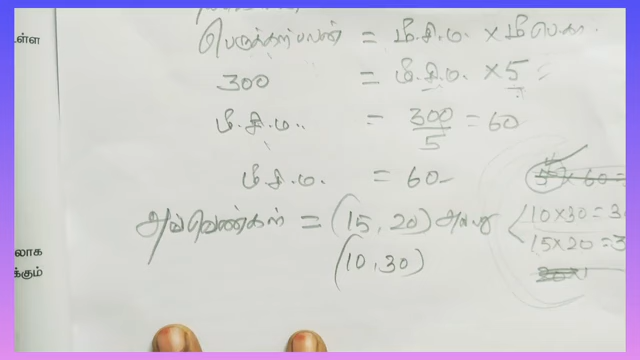 ள்ள
பெருக்கற்பலன் = மீ.சி.ம. × மீ.பெ.கா.
300 = மீ.சி.ம. × 5
மீ.சி.ம. = 300/5 = 60
மீ.சி.ம. = 60
5 × 60 =
அவ்வெண்கள் = (15, 20) அல்லது
10×30 = 3
15×20 = 3
(10, 30)
லாக
க்கும்